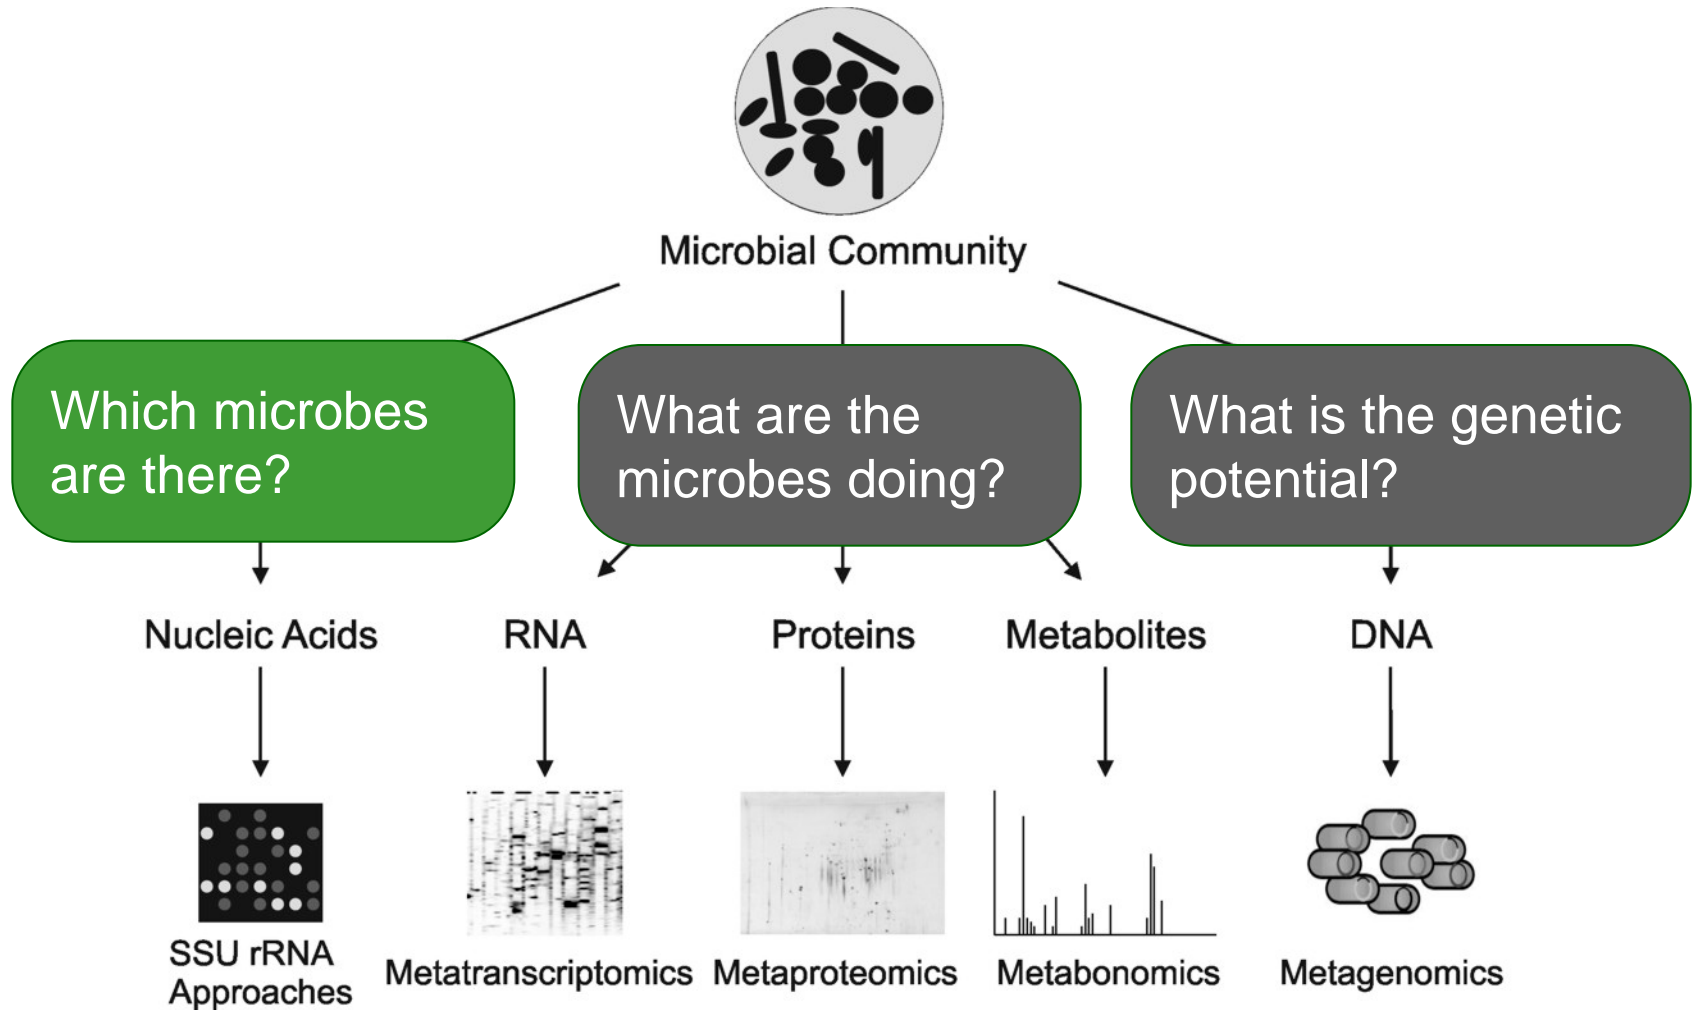 Microbial Community
Which microbes
are there?
What are the
microbes doing?
What is the genetic
potential?
Nucleic Acids
RNA
Proteins
Metabolites
DNA
SSU rRNA
Approaches
Metatranscriptomics
Metaproteomics
Metabonomics
Metagenomics